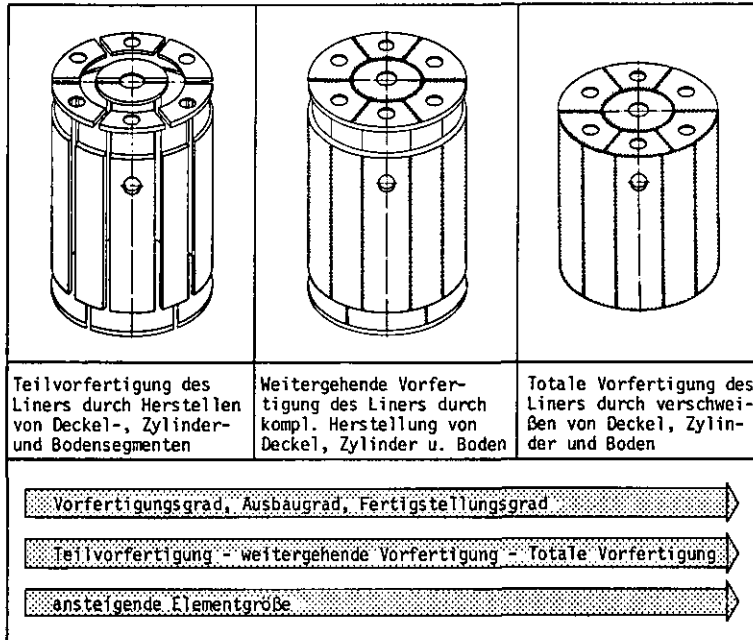 Teilvorfertigung des
Liners durch Herstellen
von Deckel-, Zylinder-
und Bodensegmenten
Weitergehende Vorfer-
tigung des Liners durch
kompl. Herstellung von
Deckel, Zylinder u. Boden
Totale Vorfertigung des
Liners durch verschwei-
ßen von Deckel, Zylin-
der und Boden
Vorfertigungsgrad, Ausbaugrad, Fertigstellungsgrad
Teilvorfertigung - weitergehende Vorfertigung - Totale Vorfertigung
ansteigende Elementgröße